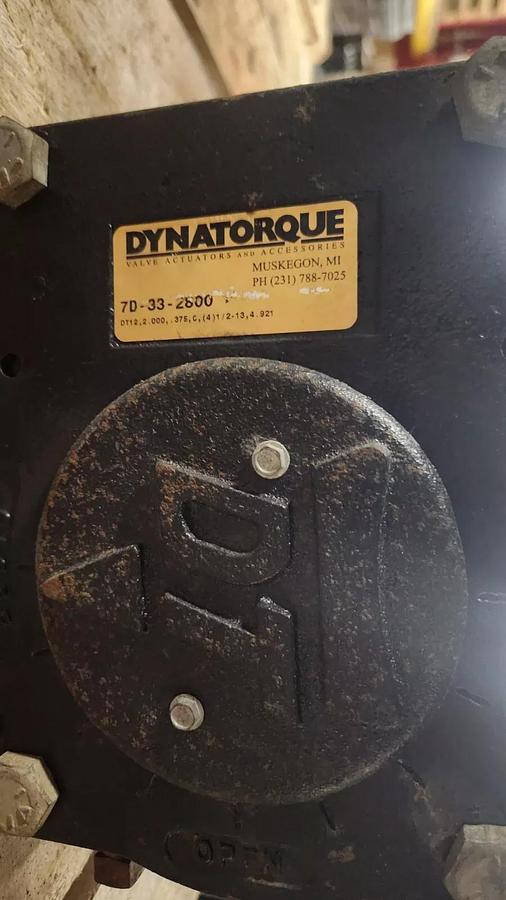 DYNATORQUE
VALVE ACTUATORS AND ACCESSORIES
MUSKEGON, MI
PH (231) 788-7025
7D-33-2800
DT12,2.000,.375,C,(4)1/2-13,4.921
DT
OPEN